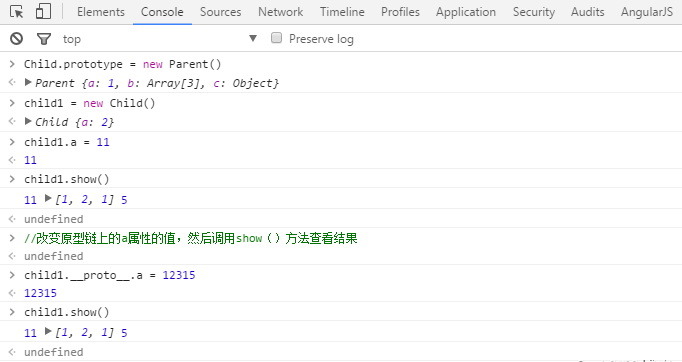 Elements Console Sources Network Timeline Profiles Application Security Audits AngularJS
top Preserve log
> Child.prototype = new Parent()
Parent {a: 1, b: Array[3], c: Object}
> child1 = new Child()
Child {a: 2}
> child1.a = 11
11
> child1.show()
11 [1, 2, 1] 5
undefined
> //改变原型链上的a属性的值，然后调用show（）方法查看结果
undefined
> child1.__proto__.a = 12315
12315
> child1.show()
11 [1, 2, 1] 5
undefined